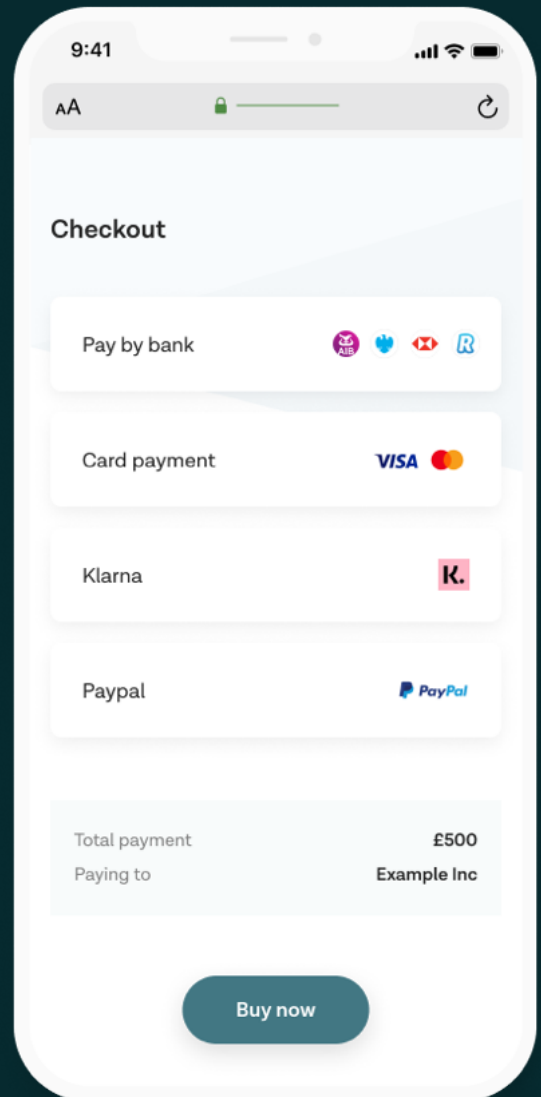 9:41
AA
Checkout
Pay by bank AIB R
Card payment VISA
Klarna K.
Paypal PayPal
Total payment £500
Paying to Example Inc
Buy now